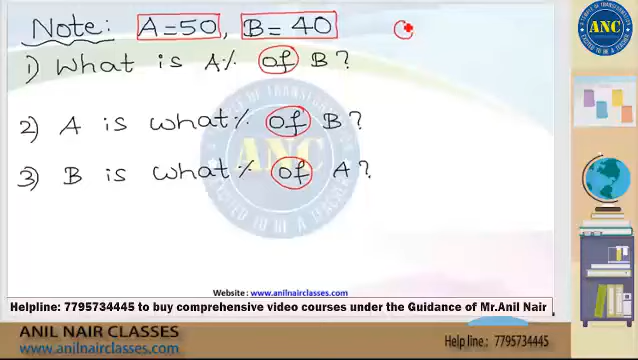 Note: A=50, B=40
1) What is A% of B?
2) A is what% of B?
3) B is what% of A?
Website : www.anilnairclasses.com
Helpline: 7795734445 to buy comprehensive video courses under the Guidance of Mr.Anil Nair
ANIL NAIR CLASSES
www.anilnairclasses.com
Help line : 7795734445
ANC
ANC